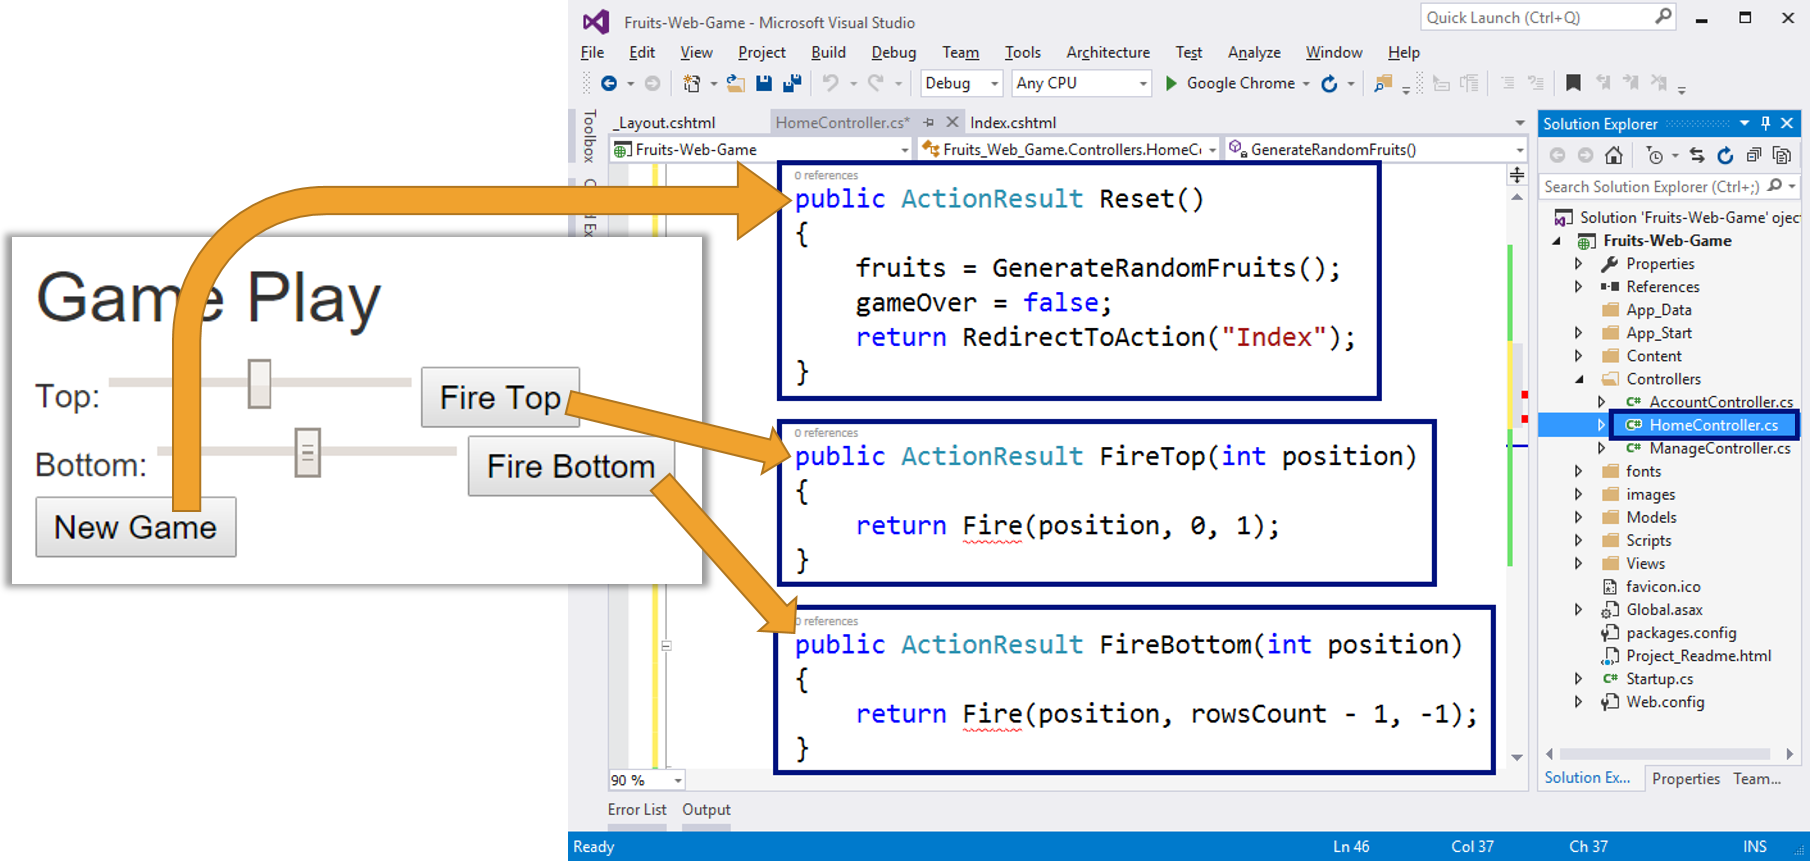 Fruits-Web-Game - Microsoft Visual Studio
Quick Launch (Ctrl+Q)
File Edit View Project Build Debug Team Tools Architecture Test Analyze Window Help
Debug Any CPU Google Chrome
Toolbox
_Layout.cshtml HomeController.cs* Index.cshtml
Fruits-Web-Game Fruits_Web_Game.Controllers.HomeC GenerateRandomFruits()
0 references
public ActionResult Reset()
{
fruits = GenerateRandomFruits();
gameOver = false;
return RedirectToAction("Index");
}
0 references
public ActionResult FireTop(int position)
{
return Fire(position, 0, 1);
}
0 references
public ActionResult FireBottom(int position)
{
return Fire(position, rowsCount - 1, -1);
}
90 %
Error List Output
Ready Ln 46 Col 37 Ch 37 INS
Game Play
Top: Fire Top
Bottom: Fire Bottom
New Game
Solution Explorer
Search Solution Explorer (Ctrl+;)
Solution 'Fruits-Web-Game' ojec
Fruits-Web-Game
Properties
References
App_Data
App_Start
Content
Controllers
C# AccountController.cs
C# HomeController.cs
C# ManageController.cs
fonts
images
Models
Scripts
Views
favicon.ico
Global.asax
packages.config
Project_Readme.html
C# Startup.cs
Web.config
Solution Ex... Properties Team...